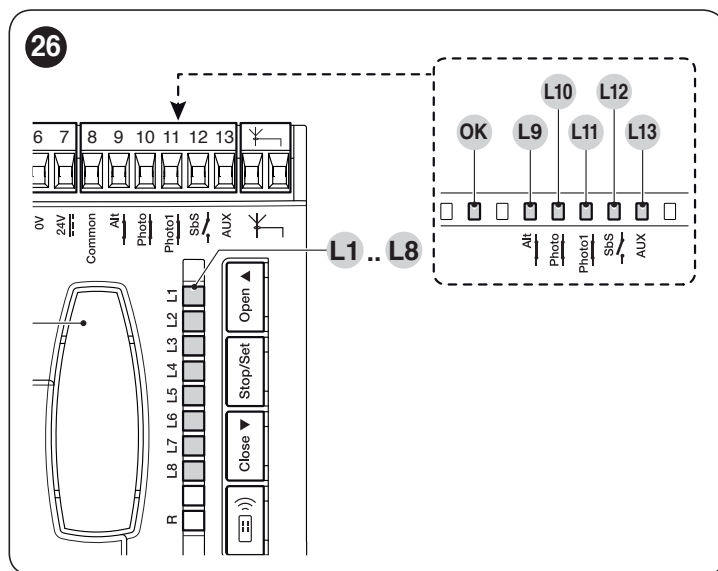 26
L10 L12
OK L9 L11 L13
6 7 8 9 10 11 12 13
0V
24V
Common
Alt
Photo
Photo1
SbS
AUX
Alt
Photo
Photo1
SbS
AUX
L1 .. L8
L1
L2
L3
L4
L5
L6
L7
L8
R
Open ▲
Stop/Set
Close ▼